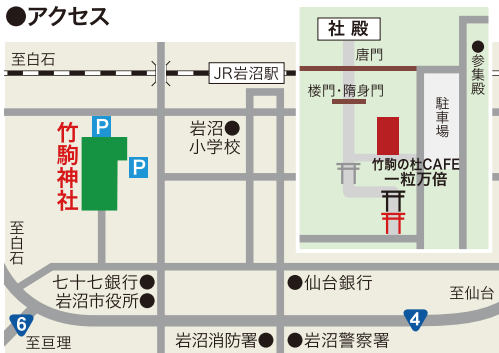 ●アクセス
至白石
JR岩沼駅
岩沼●
小学校
P
P
竹駒神社
至白石
七十七銀行●
岩沼市役所●
●仙台銀行
至仙台
6
4
至亘理
岩沼消防署●
●岩沼警察署
社殿
唐門
●参集殿
楼門・隋身門
駐車場
竹駒の杜CAFE
一粒万倍